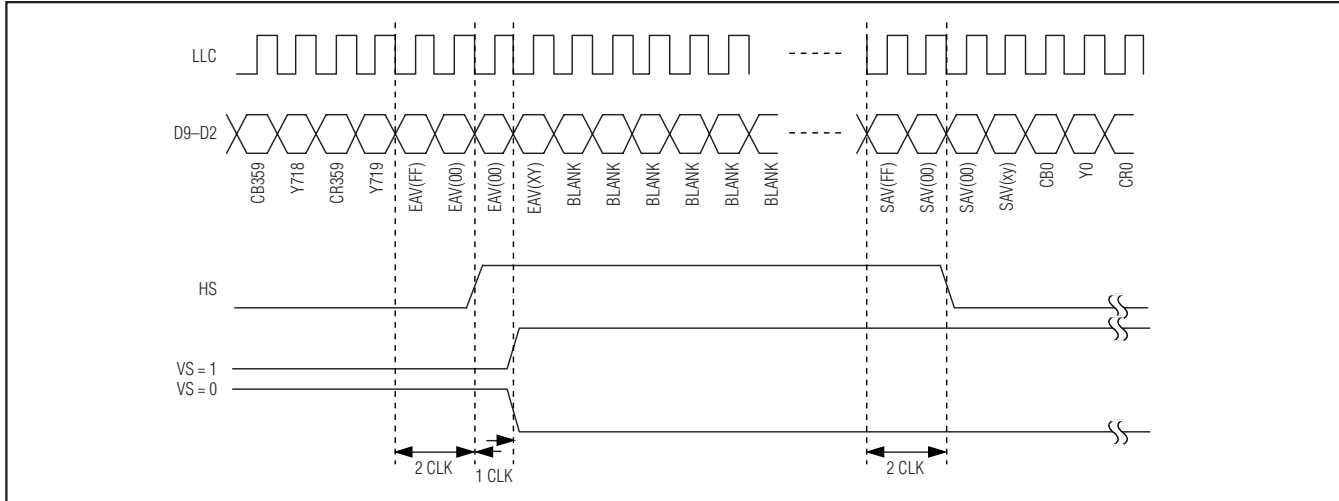 LLC
D9–D2
CB359
Y718
CR359
Y719
EAV(FF)
EAV(00)
EAV(00)
EAV(XY)
BLANK
BLANK
BLANK
BLANK
BLANK
BLANK
SAV(FF)
SAV(00)
SAV(00)
SAV(xy)
CB0
Y0
CR0
HS
VS = 1
VS = 0
2 CLK
1 CLK
2 CLK